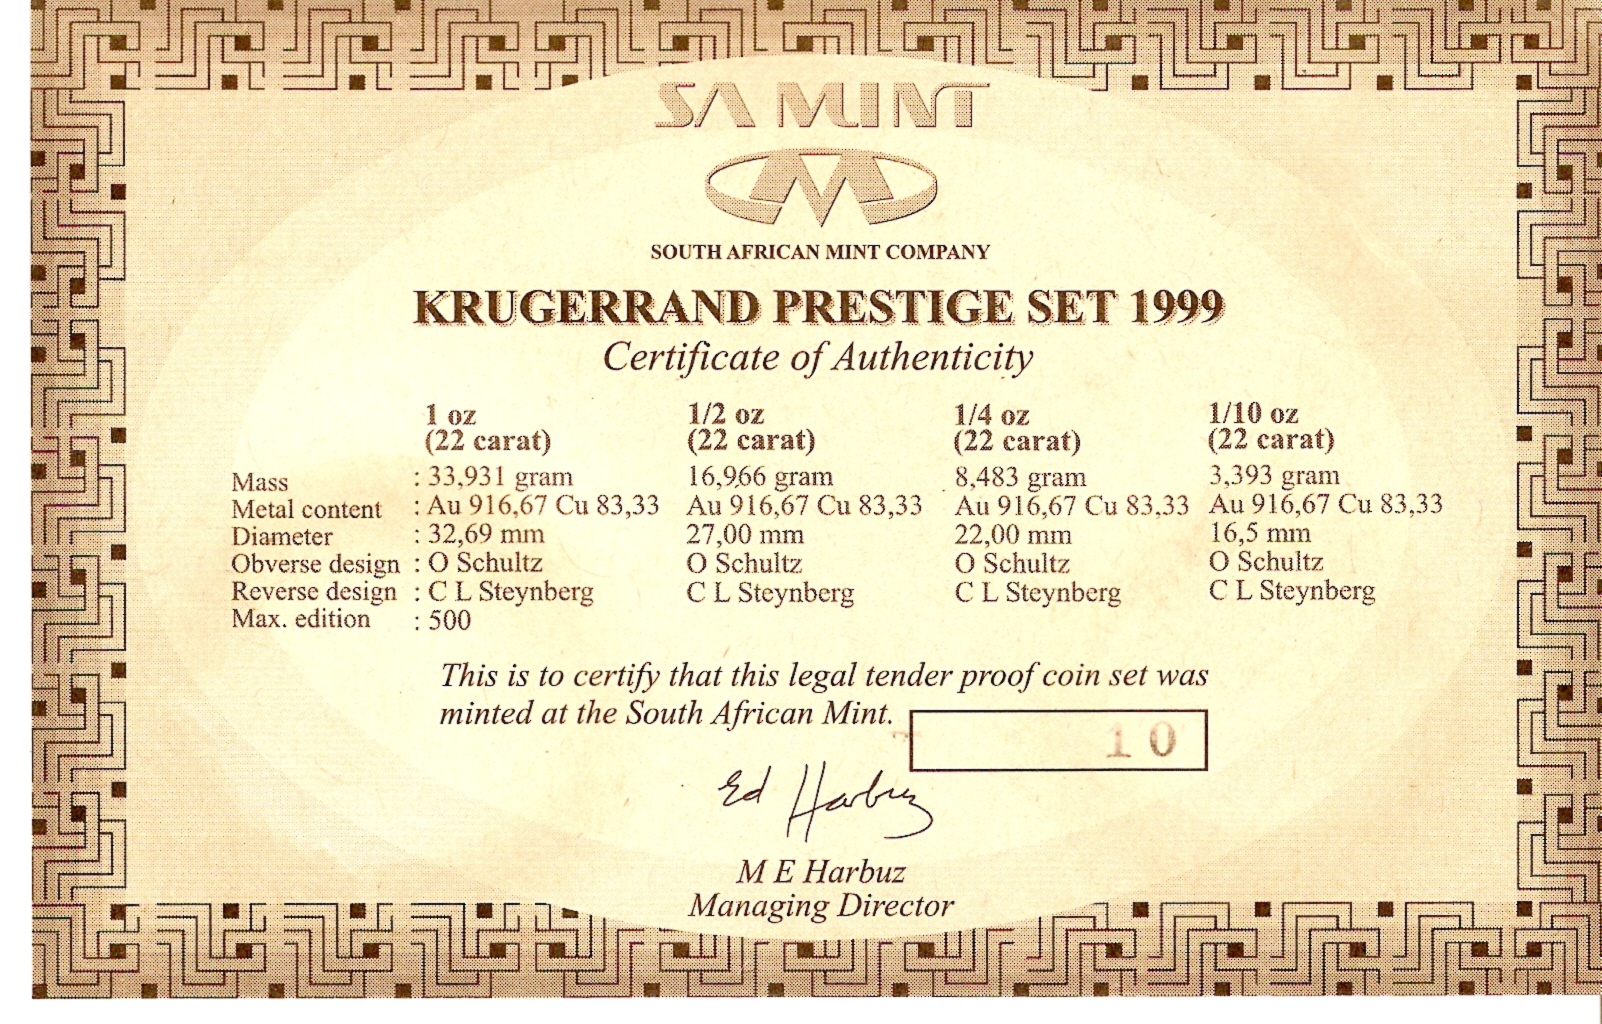 SA MINT
SOUTH AFRICAN MINT COMPANY
KRUGERRAND PRESTIGE SET 1999
Certificate of Authenticity
1 oz 1/2 oz 1/4 oz 1/10 oz
(22 carat) (22 carat) (22 carat) (22 carat)
Mass : 33,931 gram 16,966 gram 8,483 gram 3,393 gram
Metal content : Au 916,67 Cu 83,33 Au 916,67 Cu 83,33 Au 916,67 Cu 83,33 Au 916,67 Cu 83,33
Diameter : 32,69 mm 27,00 mm 22,00 mm 16,5 mm
Obverse design : O Schultz O Schultz O Schultz O Schultz
Reverse design : C L Steynberg C L Steynberg C L Steynberg C L Steynberg
Max. edition : 500
This is to certify that this legal tender proof coin set was
minted at the South African Mint.
10
Ed Harbuz
M E Harbuz
Managing Director